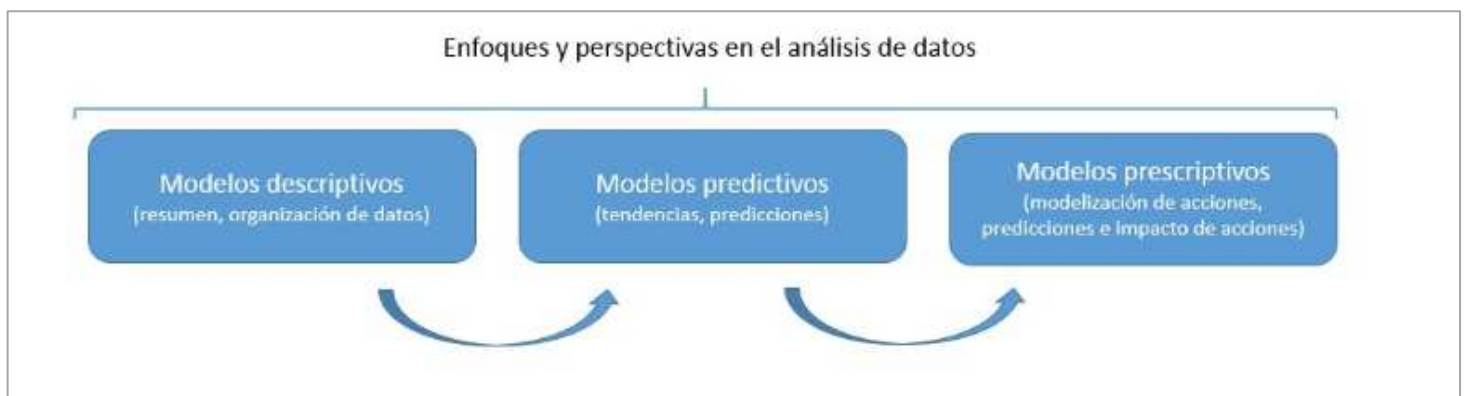 Enfoques y perspectivas en el análisis de datos
Modelos descriptivos
(resumen, organización de datos)
Modelos predictivos
(tendencias, predicciones)
Modelos prescriptivos
(modelización de acciones,
predicciones e impacto de acciones)